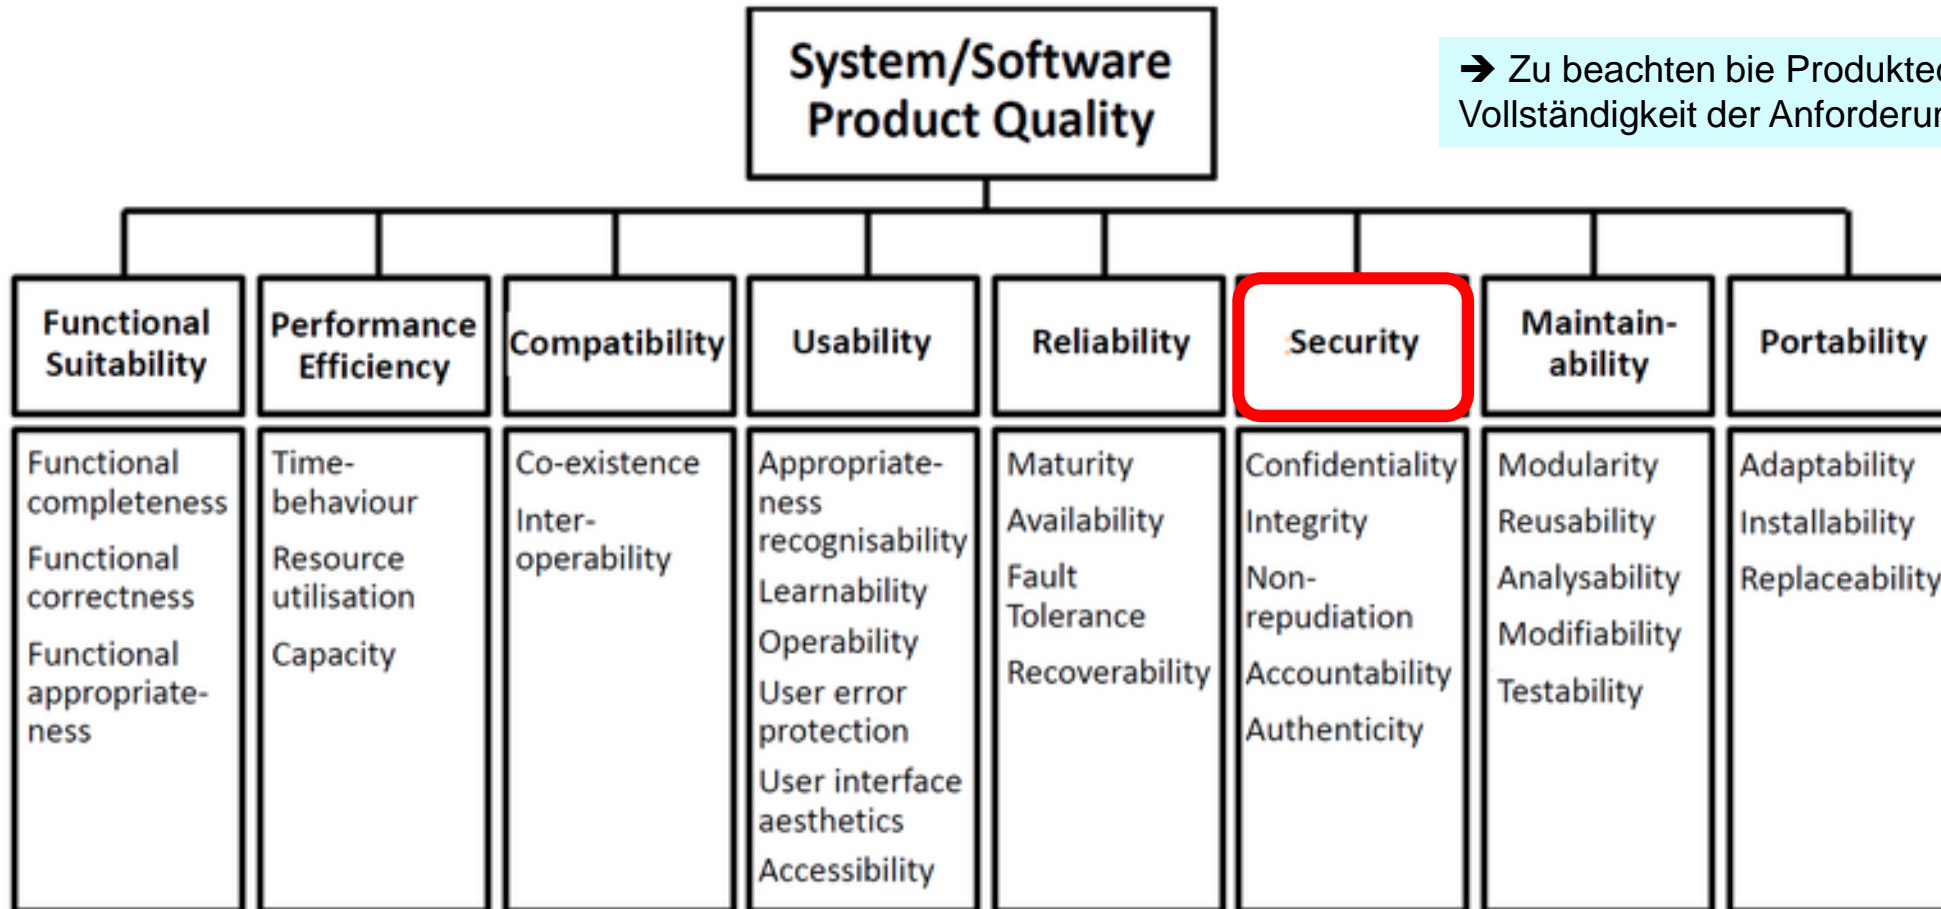 System/Software
Product Quality
➔ Zu beachten bie
Vollständigkeit der
Functional
Suitability
Performance
Efficiency
Compatibility
Usability
Reliability
Security
Maintain-
ability
Portability
Functional
completeness
Functional
correctness
Functional
appropriate-
ness
Time-
behaviour
Resource
utilisation
Capacity
Co-existence
Inter-
operability
Appropriate-
ness
recognisability
Learnability
Operability
User error
protection
User interface
aesthetics
Accessibility
Maturity
Availability
Fault
Tolerance
Recoverability
Confidentiality
Integrity
Non-
repudiation
Accountability
Authenticity
Modularity
Reusability
Analysability
Modifiability
Testability
Adaptability
Installability
Replaceability